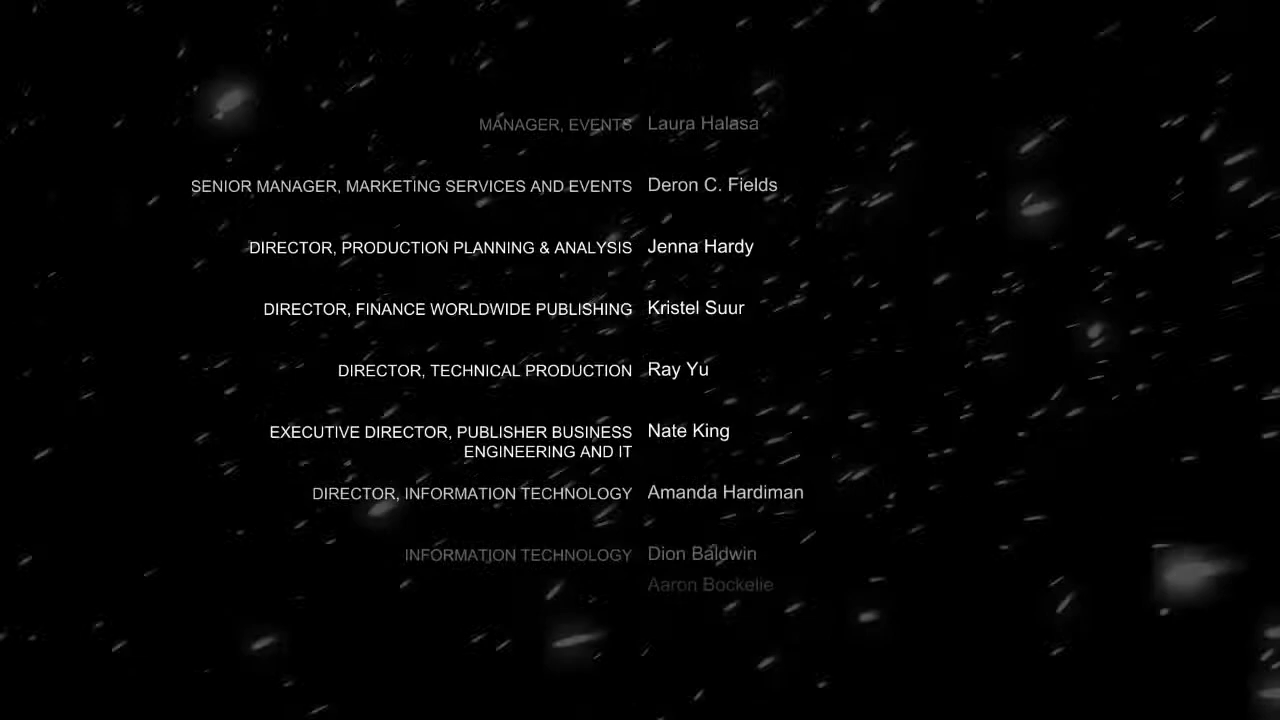 MANAGER, EVENTS Laura Halasa
SENIOR MANAGER, MARKETING SERVICES AND EVENTS Deron C. Fields
DIRECTOR, PRODUCTION PLANNING & ANALYSIS Jenna Hardy
DIRECTOR, FINANCE WORLDWIDE PUBLISHING Kristel Suur
DIRECTOR, TECHNICAL PRODUCTION Ray Yu
EXECUTIVE DIRECTOR, PUBLISHER BUSINESS Nate King
ENGINEERING AND IT
DIRECTOR, INFORMATION TECHNOLOGY Amanda Hardiman
INFORMATION TECHNOLOGY Dion Baldwin
Aaron Bockelie